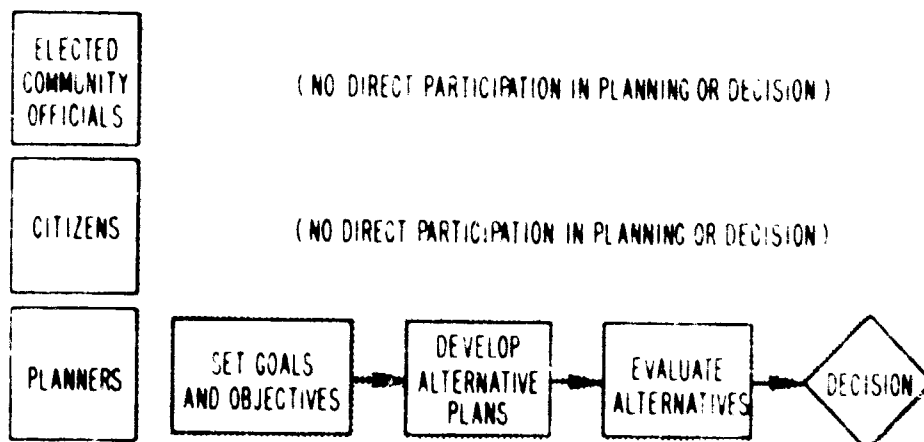 ELECTED
COMMUNITY
OFFICIALS
(NO DIRECT PARTICIPATION IN PLANNING OR DECISION)
CITIZENS
(NO DIRECT PARTICIPATION IN PLANNING OR DECISION)
PLANNERS
SET GOALS
AND OBJECTIVES
DEVELOP
ALTERNATIVE
PLANS
EVALUATE
ALTERNATIVES
DECISION